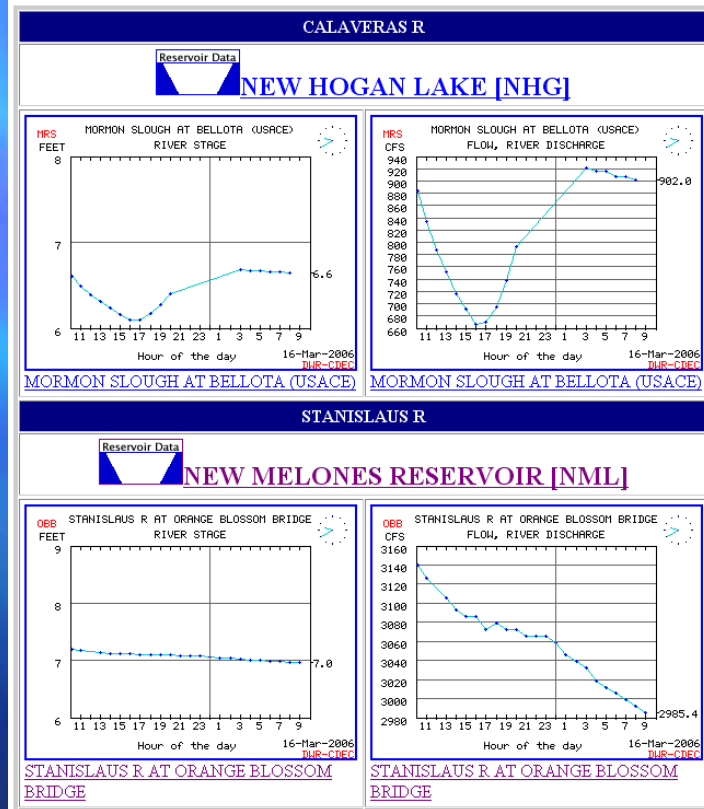 CALAVERAS R
Reservoir Data
NEW HOGAN LAKE [NHG]
MRS
FEET
MORMON SLOUGH AT BELLOTA (USACE)
RIVER STAGE
8
7
6
6.6
11 13 15 17 19 21 23 1 3 5 7 9
Hour of the day
16-Mar-2006
DWR-CDEC
MORMON SLOUGH AT BELLOTA (USACE)
MRS
CFS
MORMON SLOUGH AT BELLOTA (USACE)
FLOW, RIVER DISCHARGE
940
920
900
880
860
840
820
800
780
760
740
720
700
680
660
902.0
11 13 15 17 19 21 23 1 3 5 7 9
Hour of the day
16-Mar-2006
DWR-CDEC
MORMON SLOUGH AT BELLOTA (USACE)
STANISLAUS R
Reservoir Data
NEW MELONES RESERVOIR [NML]
OBB
FEET
STANISLAUS R AT ORANGE BLOSSOM BRIDGE
RIVER STAGE
9
8
7
6
7.0
11 13 15 17 19 21 23 1 3 5 7 9
Hour of the day
16-Mar-2006
DWR-CDEC
STANISLAUS R AT ORANGE BLOSSOM
BRIDGE
OBB
CFS
STANISLAUS R AT ORANGE BLOSSOM BRIDGE
FLOW, RIVER DISCHARGE
3160
3140
3120
3100
3080
3060
3040
3020
3000
2980
2985.4
11 13 15 17 19 21 23 1 3 5 7 9
Hour of the day
16-Mar-2006
DWR-CDEC
STANISLAUS R AT ORANGE BLOSSOM
BRIDGE